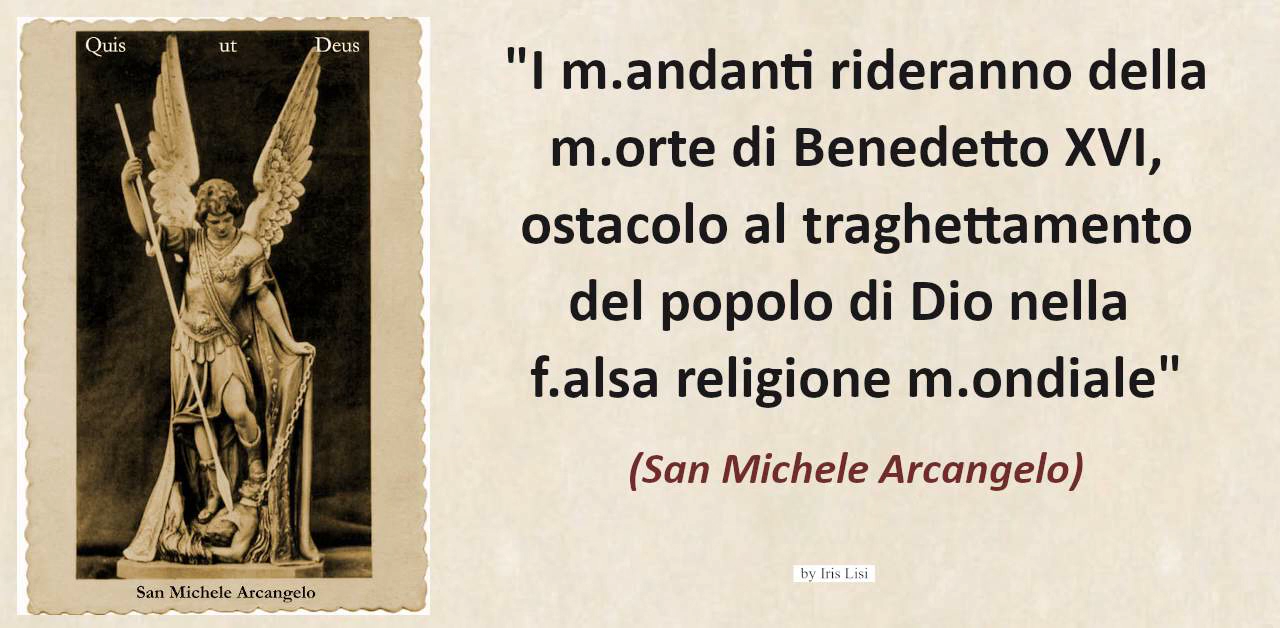 Quis ut Deus
San Michele Arcangelo
"I m.andanti rideranno della
m.orte di Benedetto XVI,
ostacolo al traghettamento
del popolo di Dio nella
f.alsa religione m.ondiale"
(San Michele Arcangelo)
by Iris Lisi